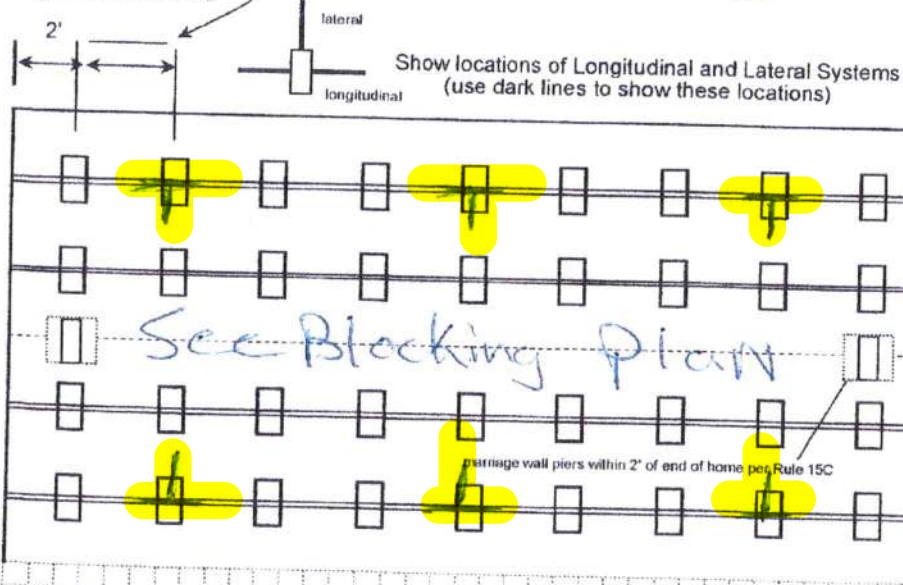 lateral
2'
Show locations of Longitudinal and Lateral Systems
longitudinal
(use dark lines to show these locations)
See Blocking Plan
marriage wall piers within 2' of end of home per Rule 15C